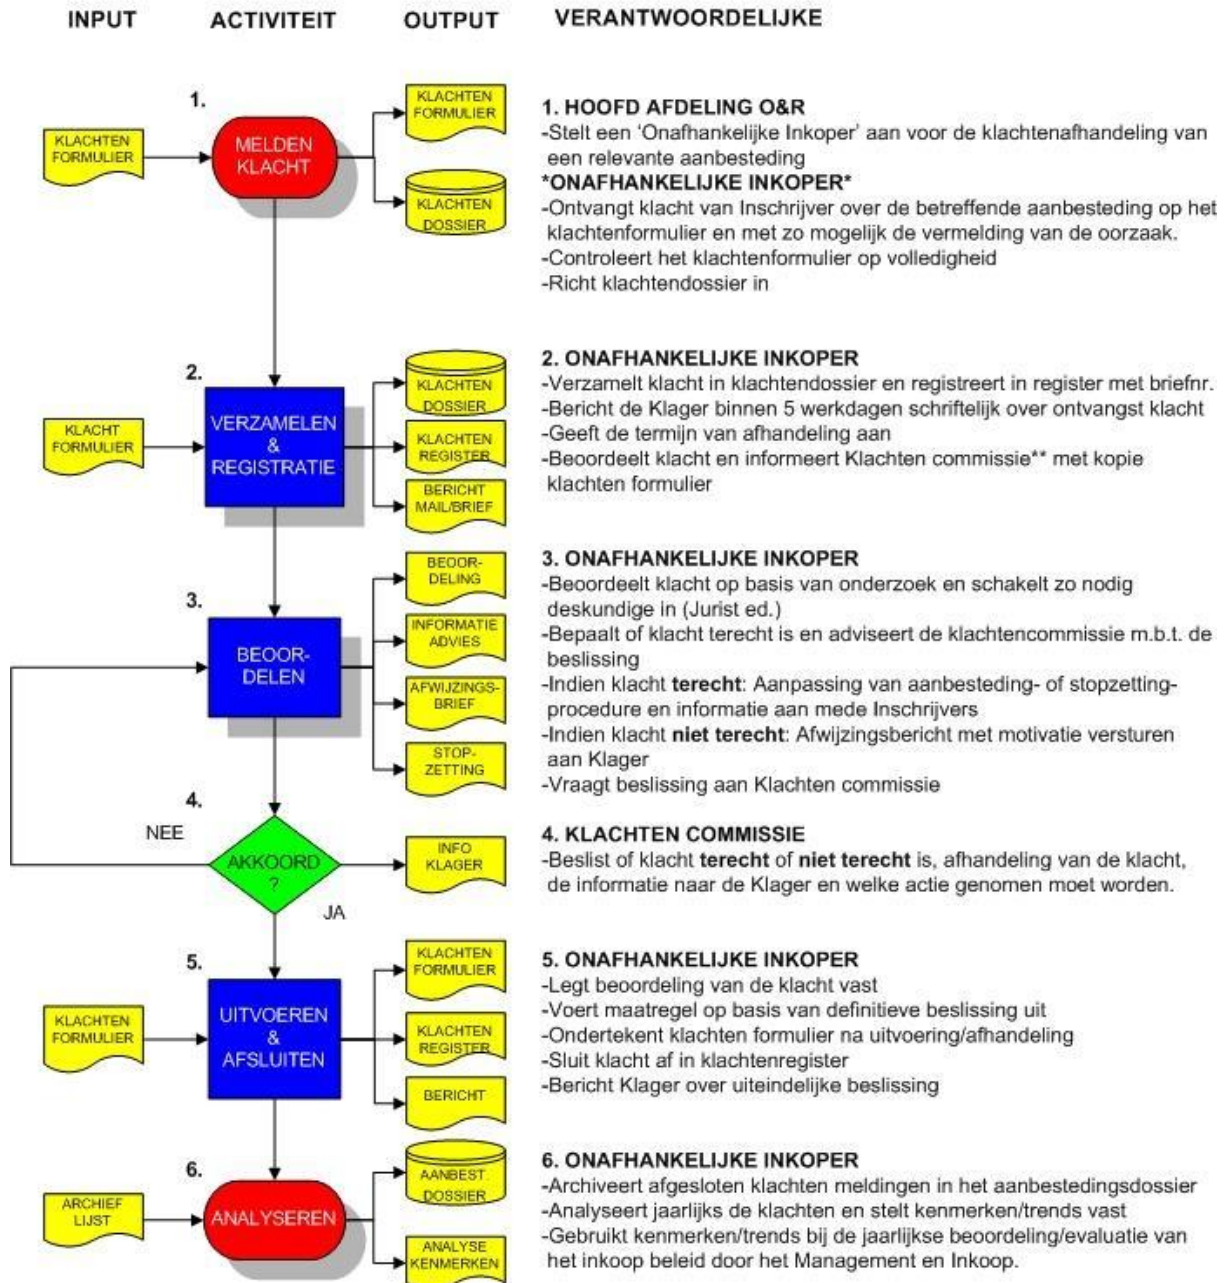 INPUT ACTIVITEIT OUTPUT VERANTWOORDELIJKE
1.
KLACHTEN
FORMULIER
MELDEN
KLACHT
KLACHTEN
FORMULIER
KLACHTEN
DOSSIER
1. HOOFD AFDELING O&R
-Stelt een ‘Onafhankelijke Inkoper’ aan voor de klachtenafhandeling van
een relevante aanbesteding
*ONAFHANKELIJKE INKOPER*
-Ontvangt klacht van Inschrijver over de betreffende aanbesteding op het
klachtenformulier en met zo mogelijk de vermelding van de oorzaak.
-Controleert het klachtenformulier op volledigheid
-Richt klachtendossier in
2.
KLACHT
FORMULIER
VERZAMELEN
&
REGISTRATIE
KLACHTEN
DOSSIER
KLACHTEN
REGISTER
BERICHT
MAIL/BRIEF
2. ONAFHANKELIJKE INKOPER
-Verzamelt klacht in klachtendossier en registreert in register met briefnr.
-Bericht de Klager binnen 5 werkdagen schriftelijk over ontvangst klacht
-Geeft de termijn van afhandeling aan
-Beoordeelt klacht en informeert Klachten commissie** met kopie
klachten formulier
3.
BEOOR-
DELEN
BEOOR-
DELING
INFORMATIE
ADVIES
AFWIJZINGS-
BRIEF
STOP-
ZETTING
3. ONAFHANKELIJKE INKOPER
-Beoordeelt klacht op basis van onderzoek en schakelt zo nodig
deskundige in (Jurist ed.)
-Bepaalt of klacht terecht is en adviseert de klachtencommissie m.b.t. de
beslissing
-Indien klacht terecht: Aanpassing van aanbesteding- of stopzetting-
procedure en informatie aan mede Inschrijvers
-Indien klacht niet terecht: Afwijzingsbericht met motivatie versturen
aan Klager
-Vraagt beslissing aan Klachten commissie
4.
NEE
AKKOORD
?
JA
INFO
KLAGER
4. KLACHTEN COMMISSIE
-Beslist of klacht terecht of niet terecht is, afhandeling van de klacht,
de informatie naar de Klager en welke actie genomen moet worden.
5.
KLACHTEN
FORMULIER
UITVOEREN
&
AFSLUITEN
KLACHTEN
FORMULIER
KLACHTEN
REGISTER
BERICHT
5. ONAFHANKELIJKE INKOPER
-Legt beoordeling van de klacht vast
-Voert maatregel op basis van definitieve beslissing uit
-Ondertekent klachten formulier na uitvoering/afhandeling
-Sluit klacht af in klachtenregister
-Bericht Klager over uiteindelijke beslissing
6.
ARCHIEF
LIJST
ANALYSEREN
AANBEST.
DOSSIER
ANALYSE
KENMERKEN
6. ONAFHANKELIJKE INKOPER
-Archiveert afgesloten klachten meldingen in het aanbestedingsdossier
-Analyseert jaarlijks de klachten en stelt kenmerken/trends vast
-Gebruikt kenmerken/trends bij de jaarlijkse beoordeling/evaluatie van
het inkoop beleid door het Management en Inkoop.